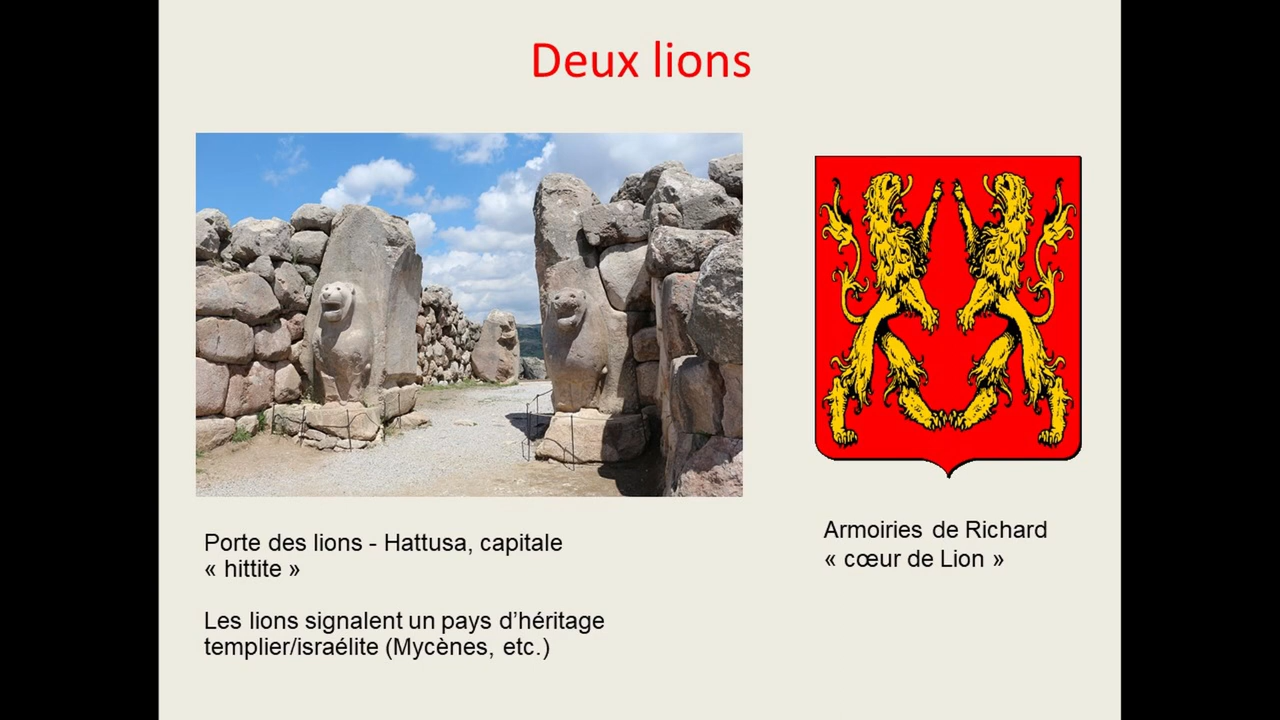 Deux lions
Porte des lions - Hattusa, capitale
« hittite »
Les lions signalent un pays d’héritage
templier/israélite (Mycènes, etc.)
Armoiries de Richard
« cœur de Lion »